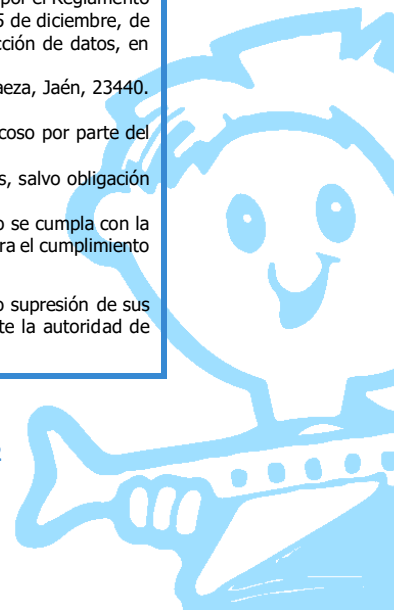 por el Reglamento
5 de diciembre, de
cción de datos, en
aeza, Jaén, 23440.
coso por parte del
s, salvo obligación
o se cumpla con la
ra el cumplimiento
o supresión de sus
te la autoridad de